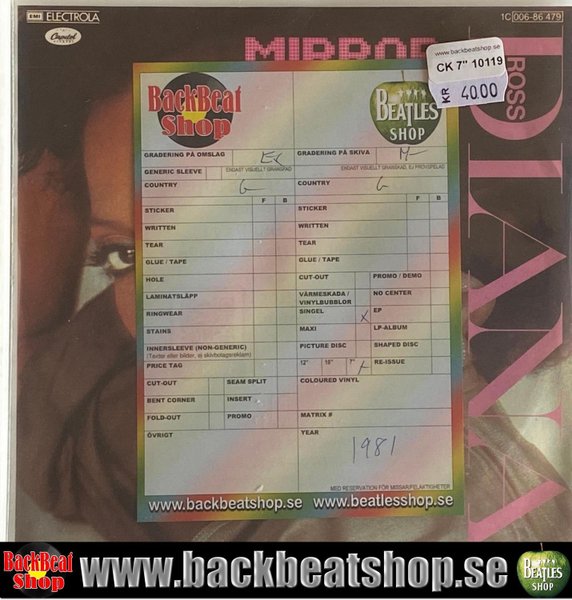 EMI ELECTROLA
Capitol
1C 006-86 479
MIRROR
ROSS
DIANA
www.backbeatshop.se
CK 7" 10119
KR 4000
BackBeat Shop
BEATLES SHOP
GRADERING PÅ OMSLAG Ex
GENERIC SLEEVE ENDAST VISUELLT GRANSKAD
COUNTRY G
F B
STICKER
WRITTEN
TEAR
GLUE / TAPE
HOLE
LAMINATSLÄPP
RINGWEAR
STAINS
INNERSLEEVE (NON-GENERIC)
(Texter eller bilder, ej skivbolagsreklam)
PRICE TAG
CUT-OUT SEAM SPLIT
BENT CORNER INSERT
FOLD-OUT PROMO
ÖVRIGT
GRADERING PÅ SKIVA M-
ENDAST VISUELLT GRANSKAD, EJ PROVSPELAD
COUNTRY G
F B
STICKER
WRITTEN
TEAR
GLUE / TAPE
CUT-OUT PROMO / DEMO
VÄRMESKADA / VINYLBUBBLOR NO CENTER
SINGEL X EP
MAXI LP-ALBUM
PICTURE DISC SHAPED DISC
12" 10" 7" X RE-ISSUE
COLOURED VINYL
MATRIX #
YEAR
1981
MED RESERVATION FÖR MISSAR/FELAKTIGHETER
www.backbeatshop.se www.beatlesshop.se
BackBeat Shop www.backbeatshop.se BEATLES SHOP